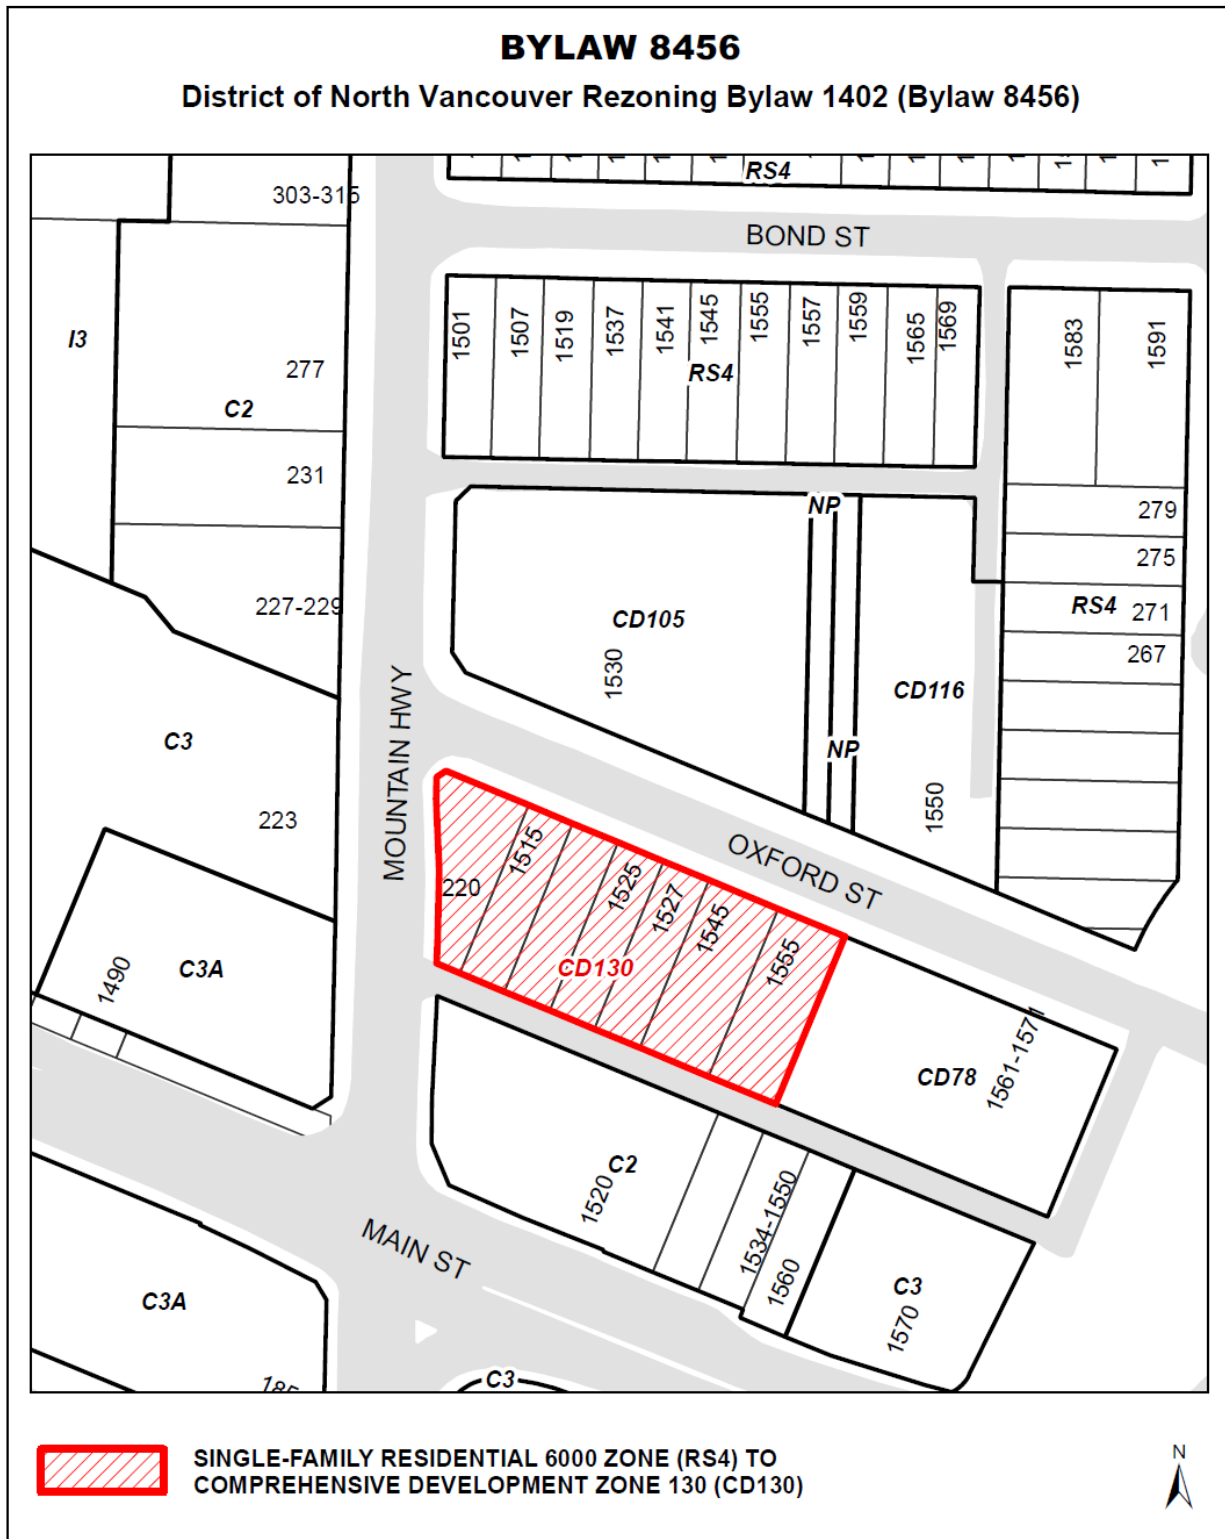 BYLAW 8456
District of North Vancouver Rezoning Bylaw 1402 (Bylaw 8456)
RS4
303-315
BOND ST
I3
277
C2
231
227-229
1501
1507
1519
1537
1541
1545
1555
1557
1559
1565
1569
RS4
1583
1591
279
275
RS4
271
267
NP
CD105
1530
NP
CD116
1550
MOUNTAIN HWY
C3
223
C3A
1490
OXFORD ST
220
1515
1525
1527
1545
1555
CD130
CD78
1561-1571
C2
1520
1534-1550
1560
C3
1570
MAIN ST
C3A
C3
SINGLE-FAMILY RESIDENTIAL 6000 ZONE (RS4) TO
COMPREHENSIVE DEVELOPMENT ZONE 130 (CD130)
N